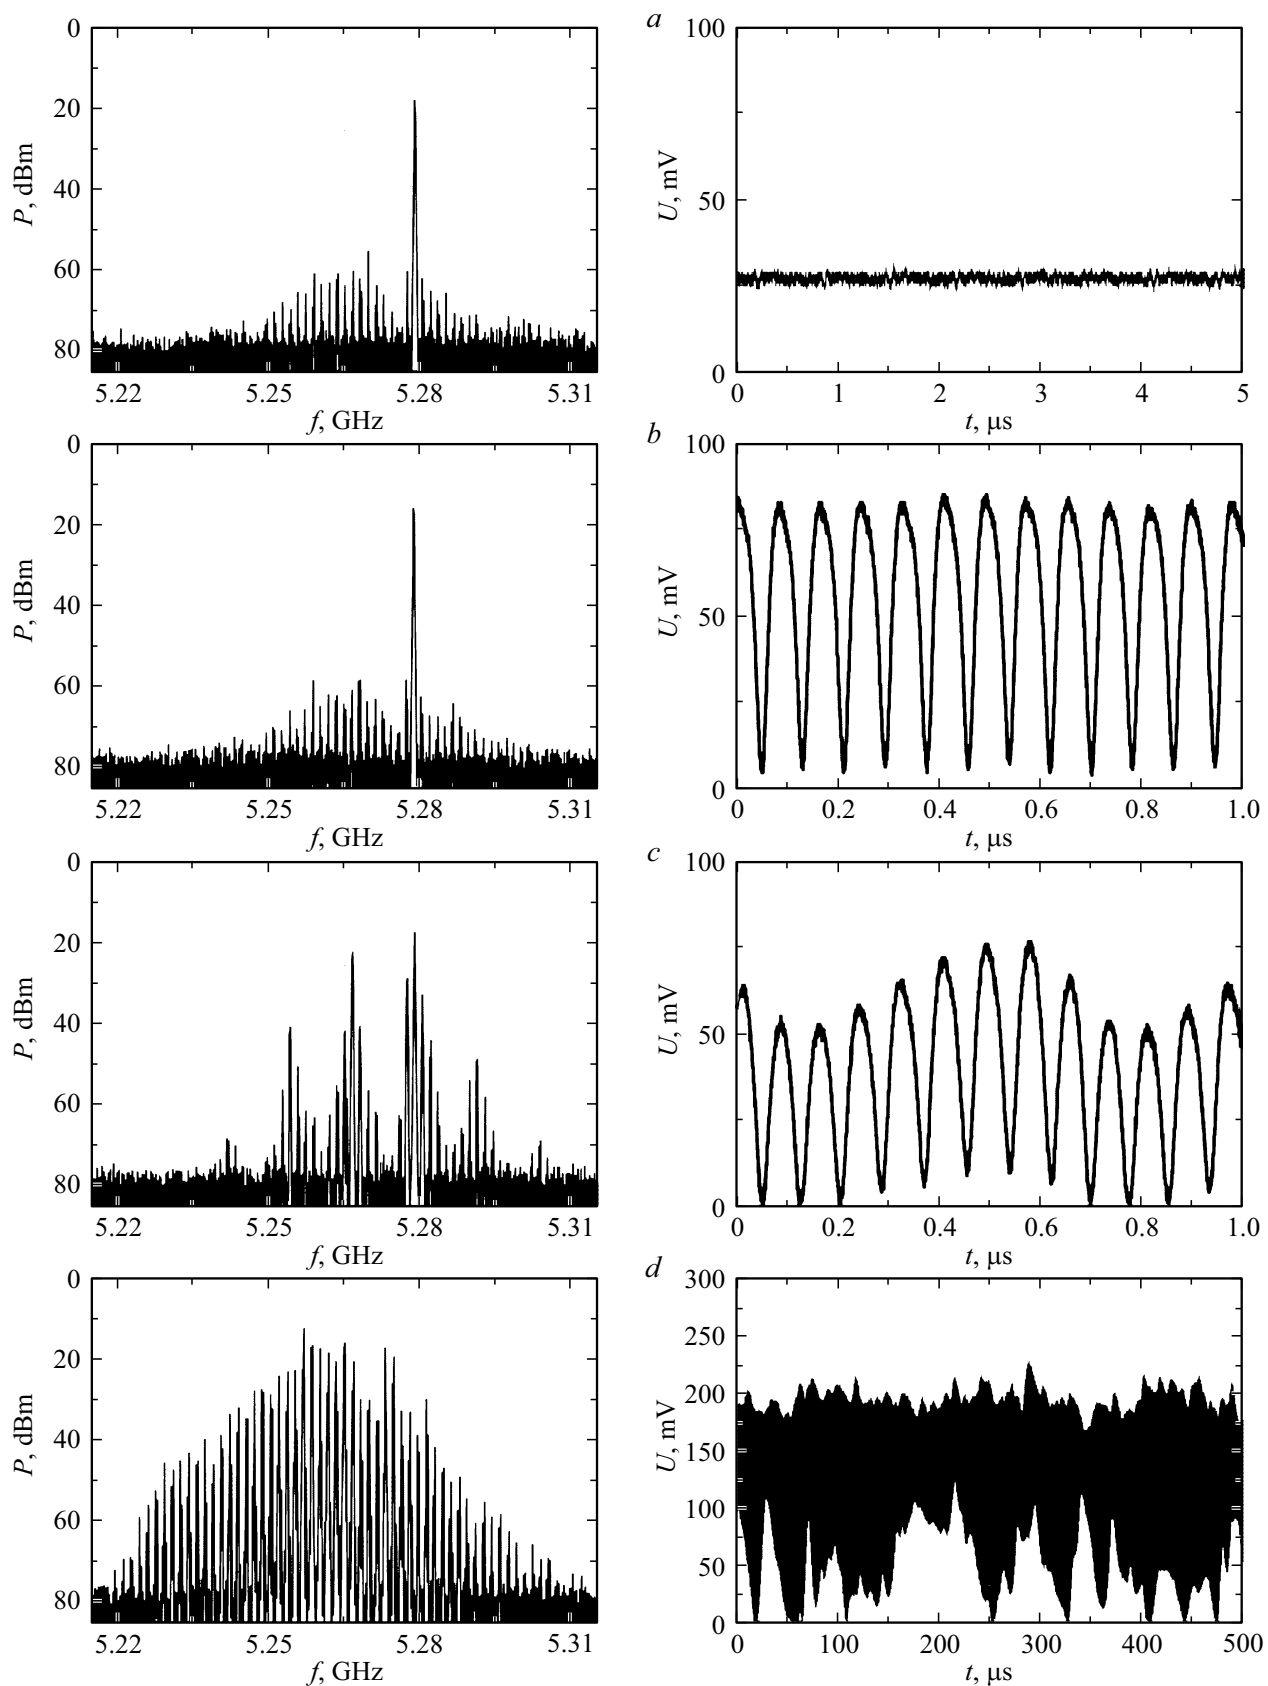 a
0
20
40
60
80
P, dBm
5.22 5.25 5.28 5.31
f, GHz
100
50
0
U, mV
0 1 2 3 4 5
t, μs
b
0
20
40
60
80
P, dBm
5.22 5.25 5.28 5.31
f, GHz
100
50
0
U, mV
0 0.2 0.4 0.6 0.8 1.0
t, μs
c
0
20
40
60
80
P, dBm
5.22 5.25 5.28 5.31
f, GHz
100
50
0
U, mV
0 0.2 0.4 0.6 0.8 1.0
t, μs
d
0
20
40
60
80
P, dBm
5.22 5.25 5.28 5.31
f, GHz
300
250
200
150
100
50
0
U, mV
0 100 200 300 400 500
t, μs